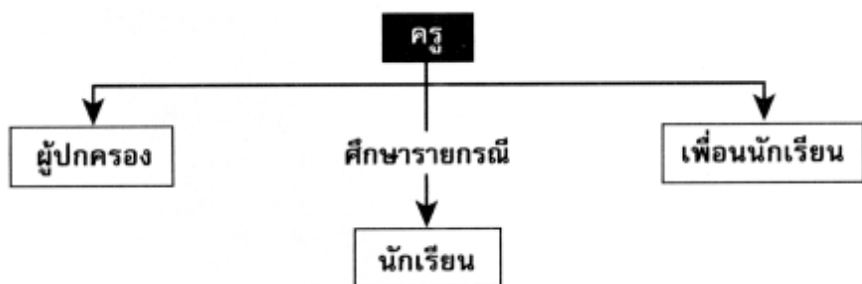 ครู
ผู้ปกครอง
ศึกษารายกรณี
เพื่อนนักเรียน
นักเรียน